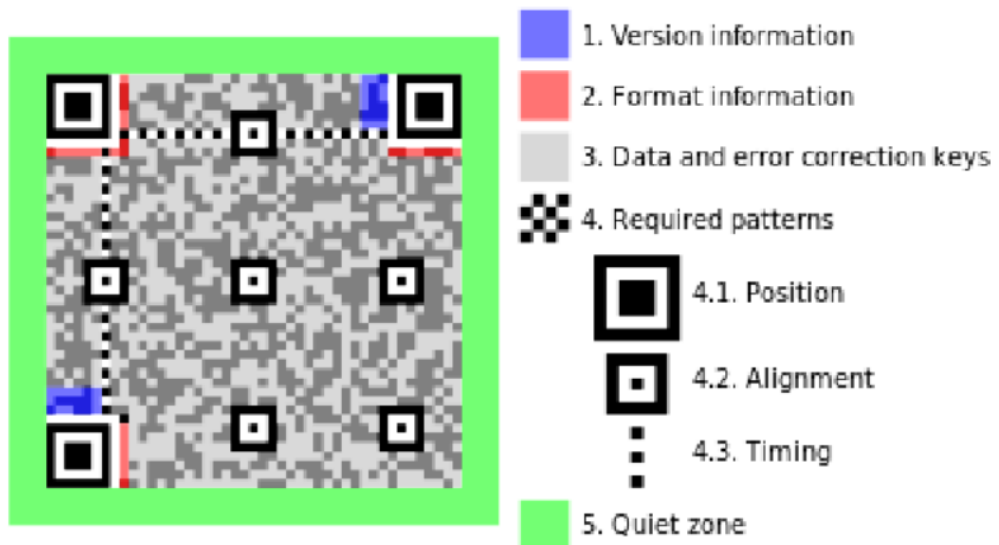 1. Version information
2. Format information
3. Data and error correction keys
4. Required patterns
4.1. Position
4.2. Alignment
4.3. Timing
5. Quiet zone